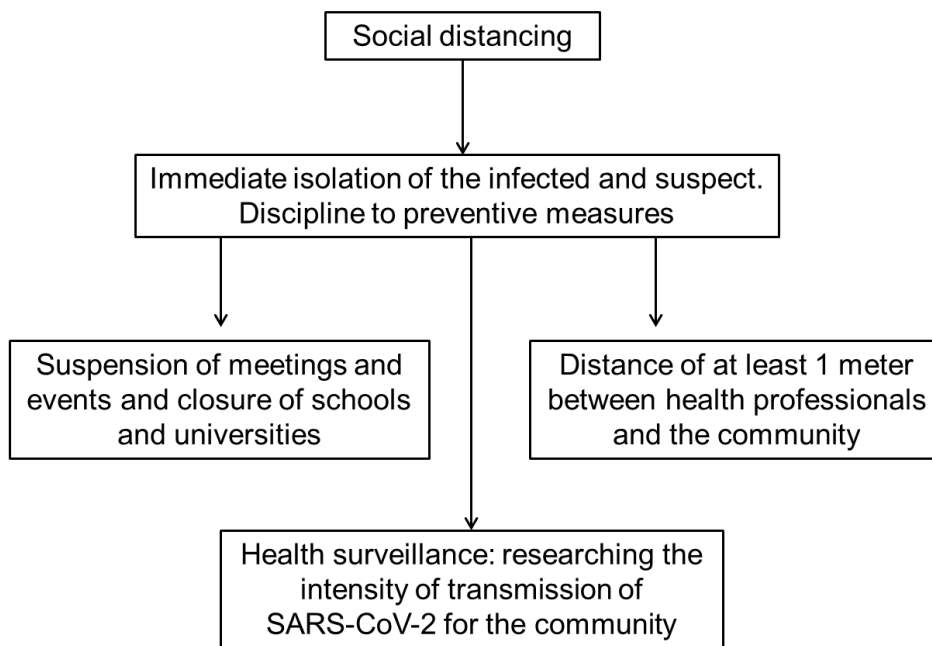 Social distancing
Immediate isolation of the infected and suspect.
Discipline to preventive measures
Suspension of meetings and
events and closure of schools
and universities
Distance of at least 1 meter
between health professionals
and the community
Health surveillance: researching the
intensity of transmission of
SARS-CoV-2 for the community